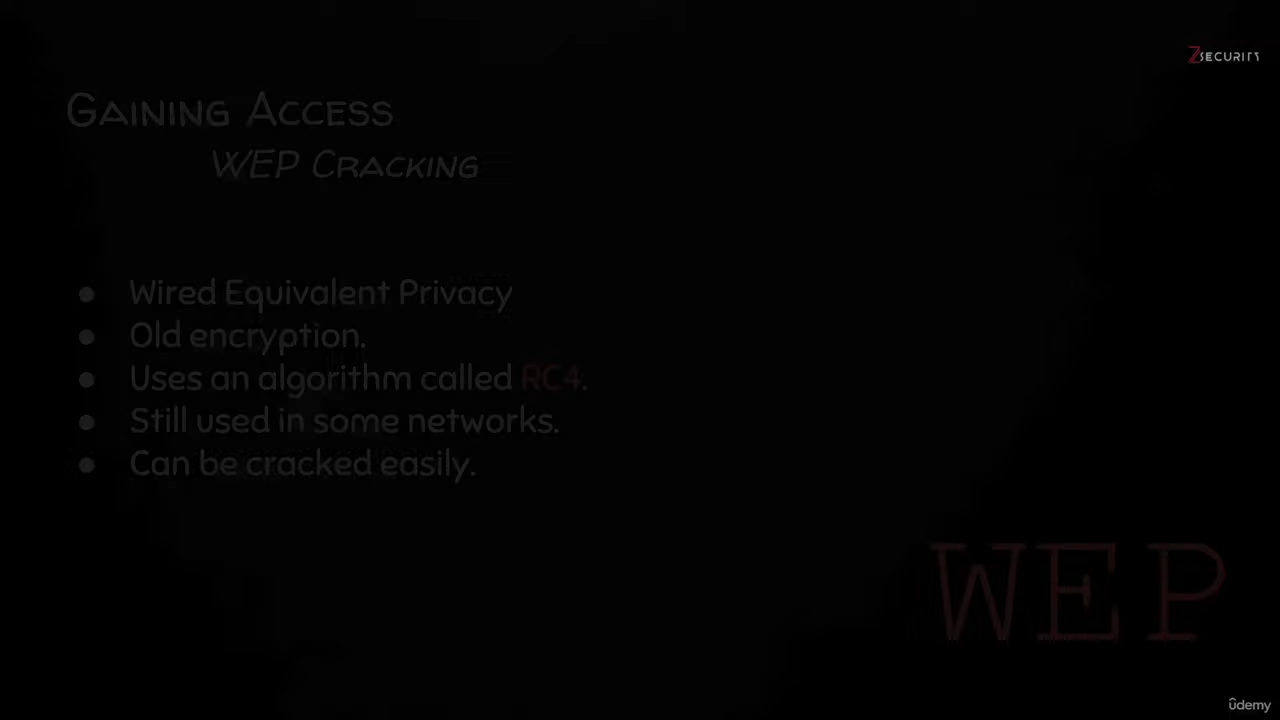 ZSECURITY
GAINING ACCESS
WEP CRACKING
● Wired Equivalent Privacy
● Old encryption.
● Uses an algorithm called RC4.
● Still used in some networks.
● Can be cracked easily.
WEP
ûdemy